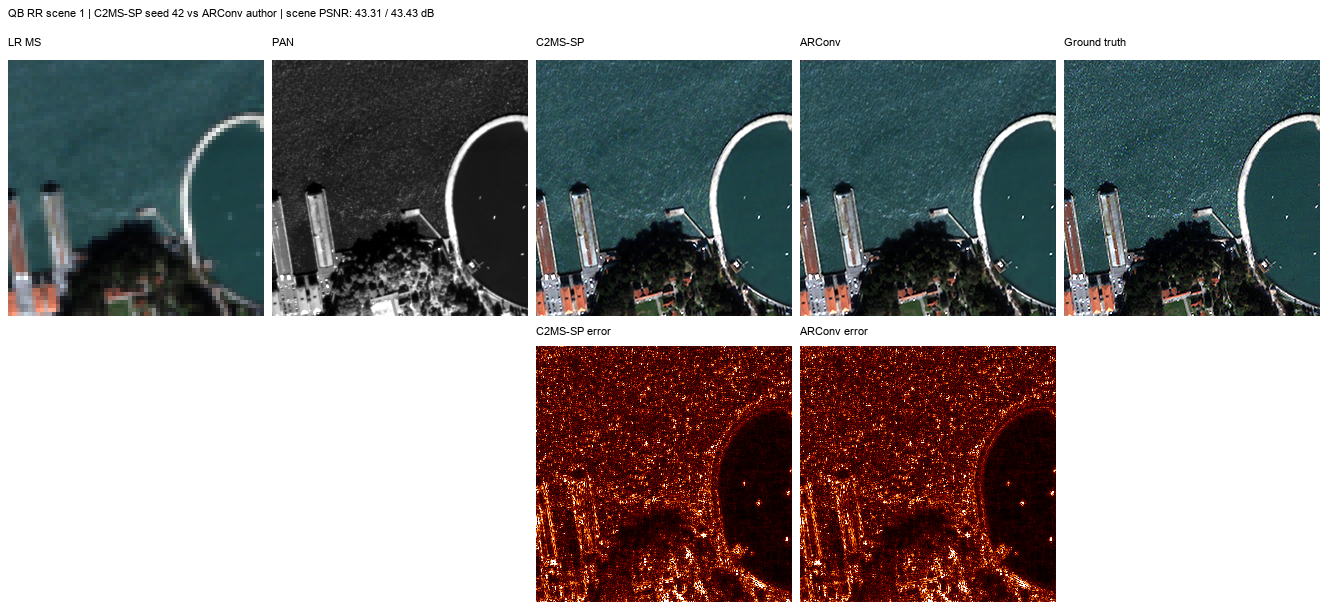 QB RR scene 1 | C2MS-SP seed 42 vs ARConv author | scene PSNR: 43.31 / 43.43 dB
LR MS
PAN
C2MS-SP
ARConv
Ground truth
C2MS-SP error
ARConv error